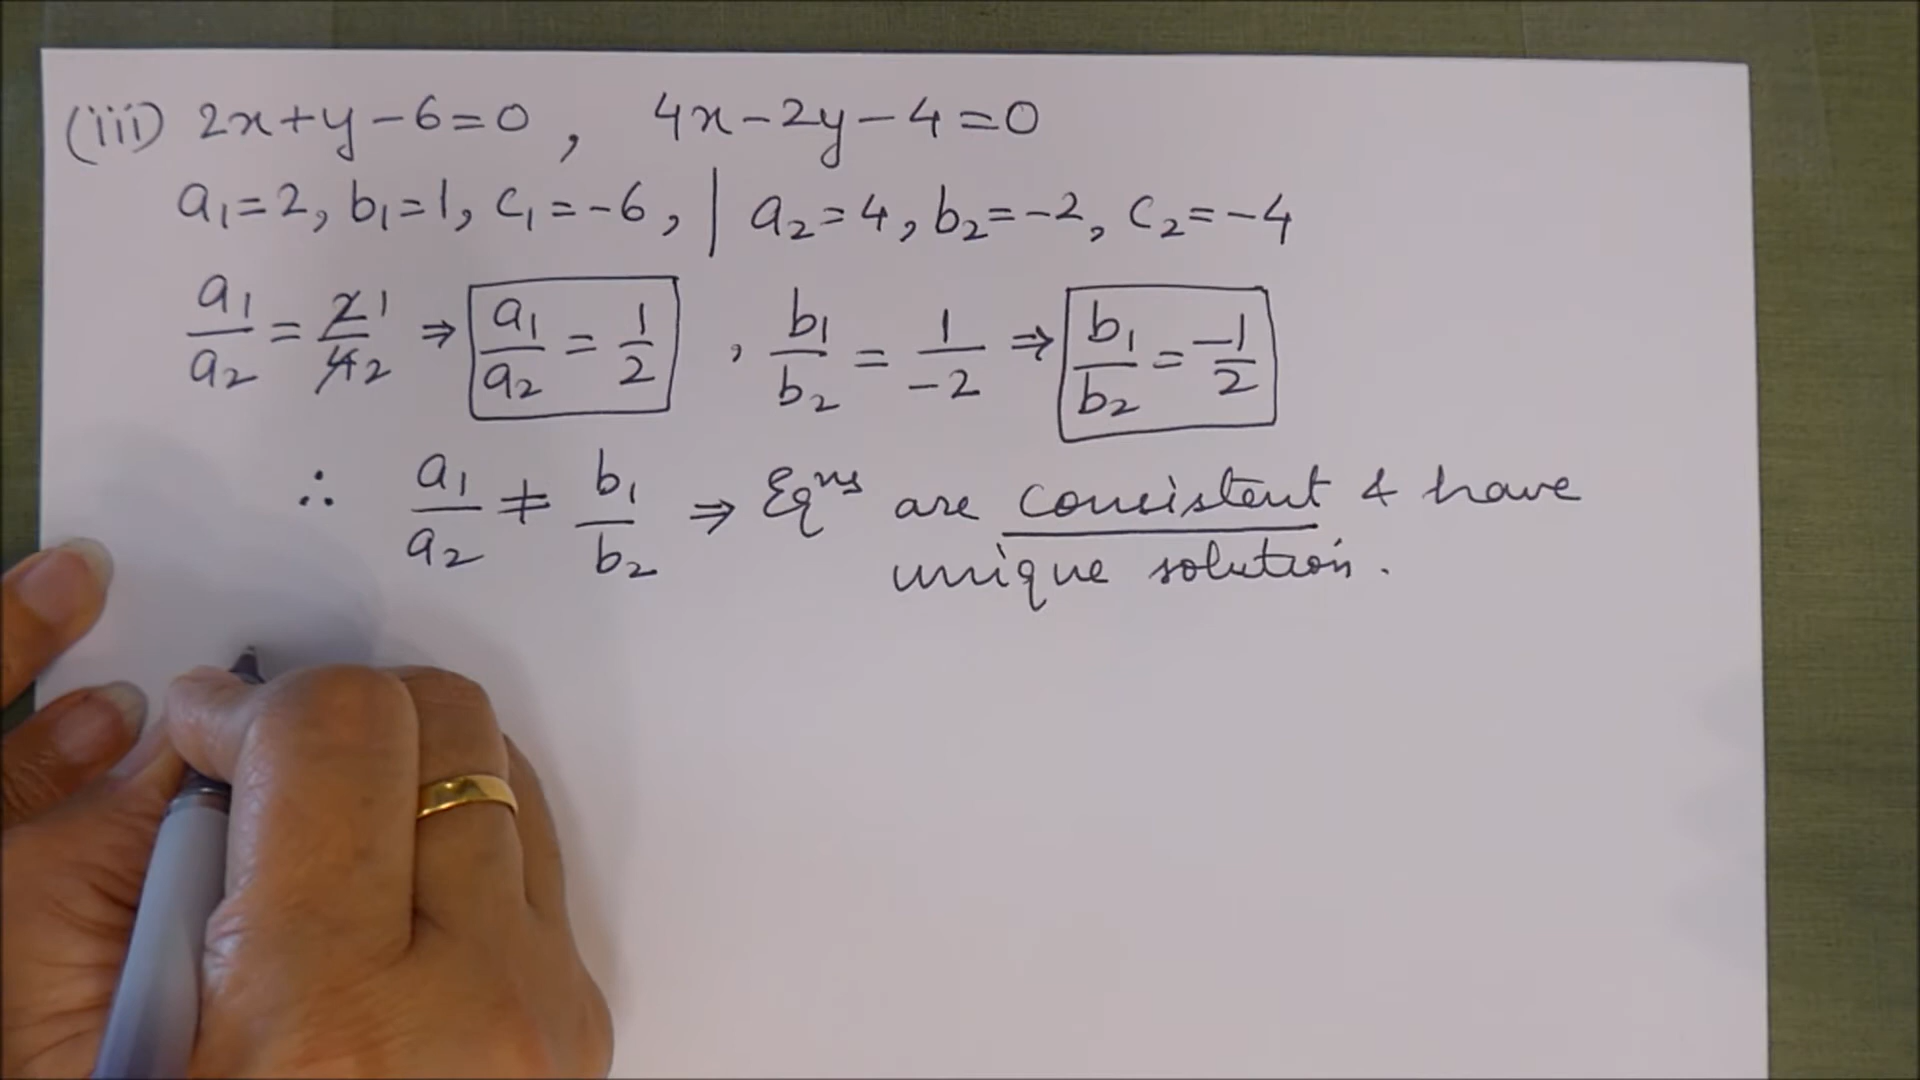 (iii) 2x+y-6=0, 4x-2y-4=0
a₁=2, b₁=1, c₁=-6, | a₂=4, b₂=-2, c₂=-4
a₁/a₂ = 2̸¹/4̸₂ ⇒ a₁/a₂ = 1/2 , b₁/b₂ = 1/-2 ⇒ b₁/b₂ = -1/2
∴ a₁/a₂ ≠ b₁/b₂ ⇒ Eqⁿˢ are consistent & have
unique solution.